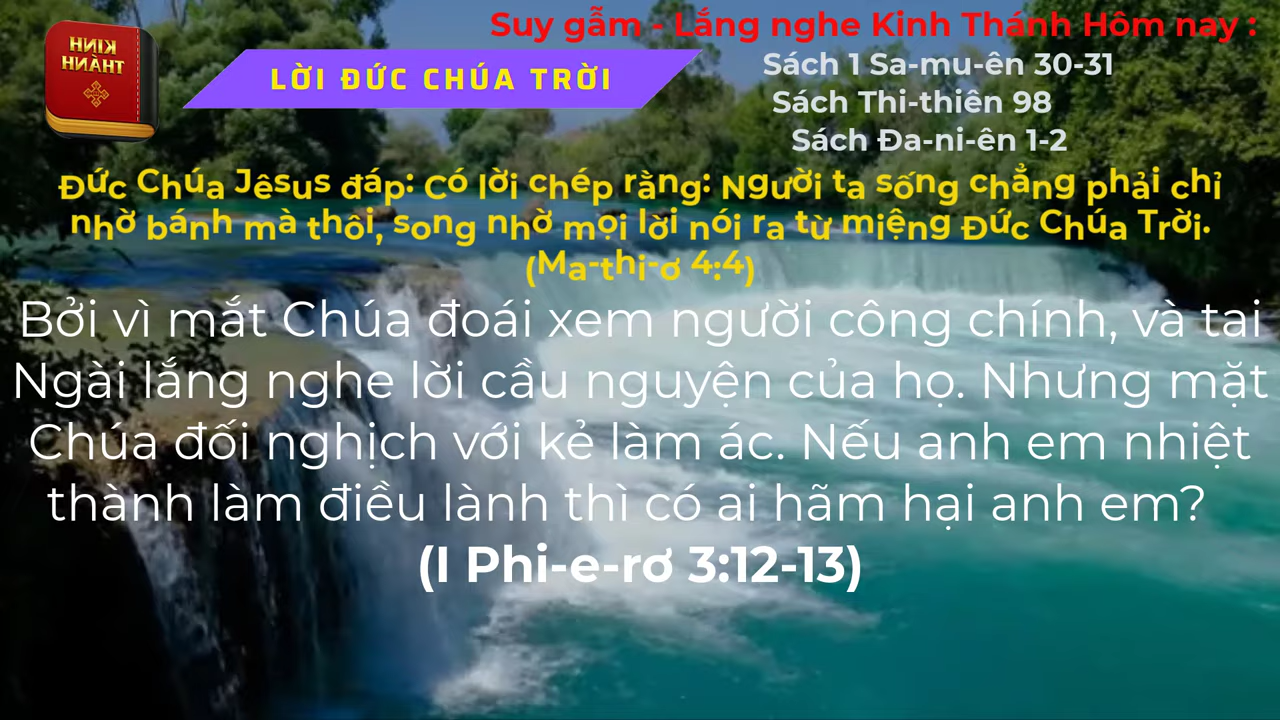 KINH
THÁNH
LỜI ĐỨC CHÚA TRỜI
Suy gẫm - Lắng nghe Kinh Thánh Hôm nay :
Sách 1 Sa-mu-ên 30-31
Sách Thi-thiên 98
Sách Đa-ni-ên 1-2
Đức Chúa Jêsus đáp: Có lời chép rằng: Người ta sống chẳng phải chỉ
nhờ bánh mà thôi, song nhờ mọi lời nói ra từ miệng Đức Chúa Trời.
(Ma-thi-ơ 4:4)
Bởi vì mắt Chúa đoái xem người công chính, và tai
Ngài lắng nghe lời cầu nguyện của họ. Nhưng mặt
Chúa đối nghịch với kẻ làm ác. Nếu anh em nhiệt
thành làm điều lành thì có ai hãm hại anh em?
(I Phi-e-rơ 3:12-13)